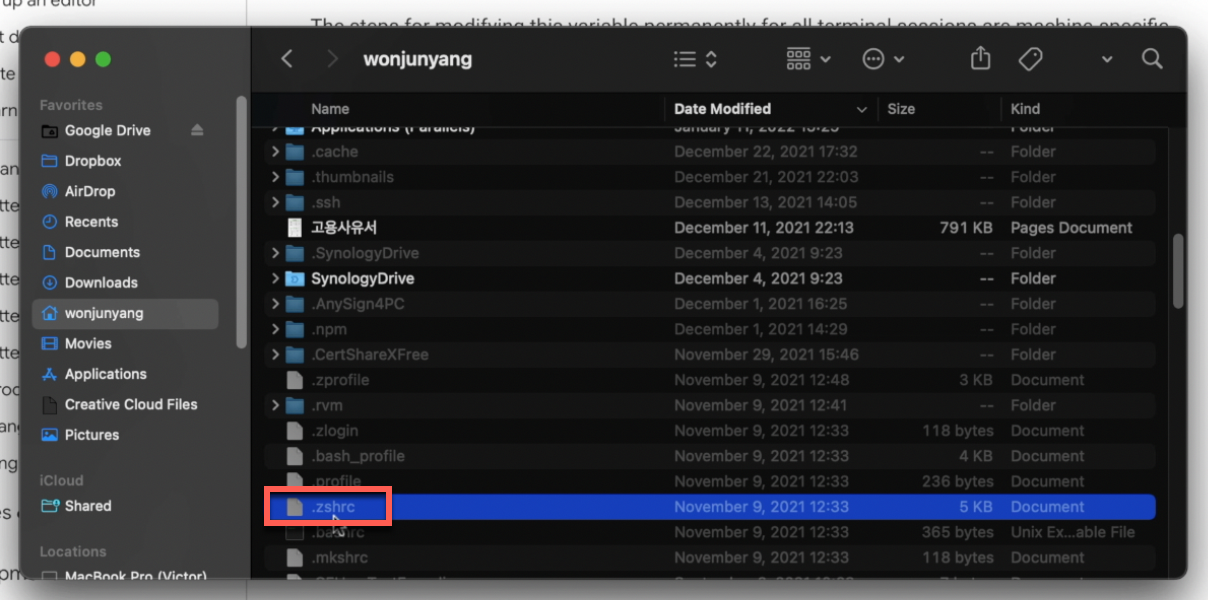 up an editor
The steps for modifying this variable permanently for all terminal sessions are machine-specific.
wonjunyang
Favorites
Google Drive
Dropbox
AirDrop
Recents
Documents
Downloads
wonjunyang
Movies
Applications
Creative Cloud Files
Pictures
iCloud
Shared
Locations
MacBook Pro (Victor)
Name Date Modified Size Kind
Applications (Parallels) January 11, 2022 15:25 -- Folder
.cache December 22, 2021 17:32 -- Folder
.thumbnails December 21, 2021 22:03 -- Folder
.ssh December 13, 2021 14:05 -- Folder
고용사유서 December 11, 2021 22:13 791 KB Pages Document
.SynologyDrive December 4, 2021 9:23 -- Folder
SynologyDrive December 4, 2021 9:23 -- Folder
.AnySign4PC December 1, 2021 16:25 -- Folder
.npm December 1, 2021 14:29 -- Folder
.CertShareXFree November 29, 2021 15:46 -- Folder
.zprofile November 9, 2021 12:48 3 KB Document
.rvm November 9, 2021 12:41 -- Folder
.zlogin November 9, 2021 12:33 118 bytes Document
.bash_profile November 9, 2021 12:33 4 KB Document
.profile November 9, 2021 12:33 236 bytes Document
.zshrc November 9, 2021 12:33 5 KB Document
.bashrc November 9, 2021 12:33 365 bytes Unix Ex...able File
.mkshrc November 9, 2021 12:33 118 bytes Document